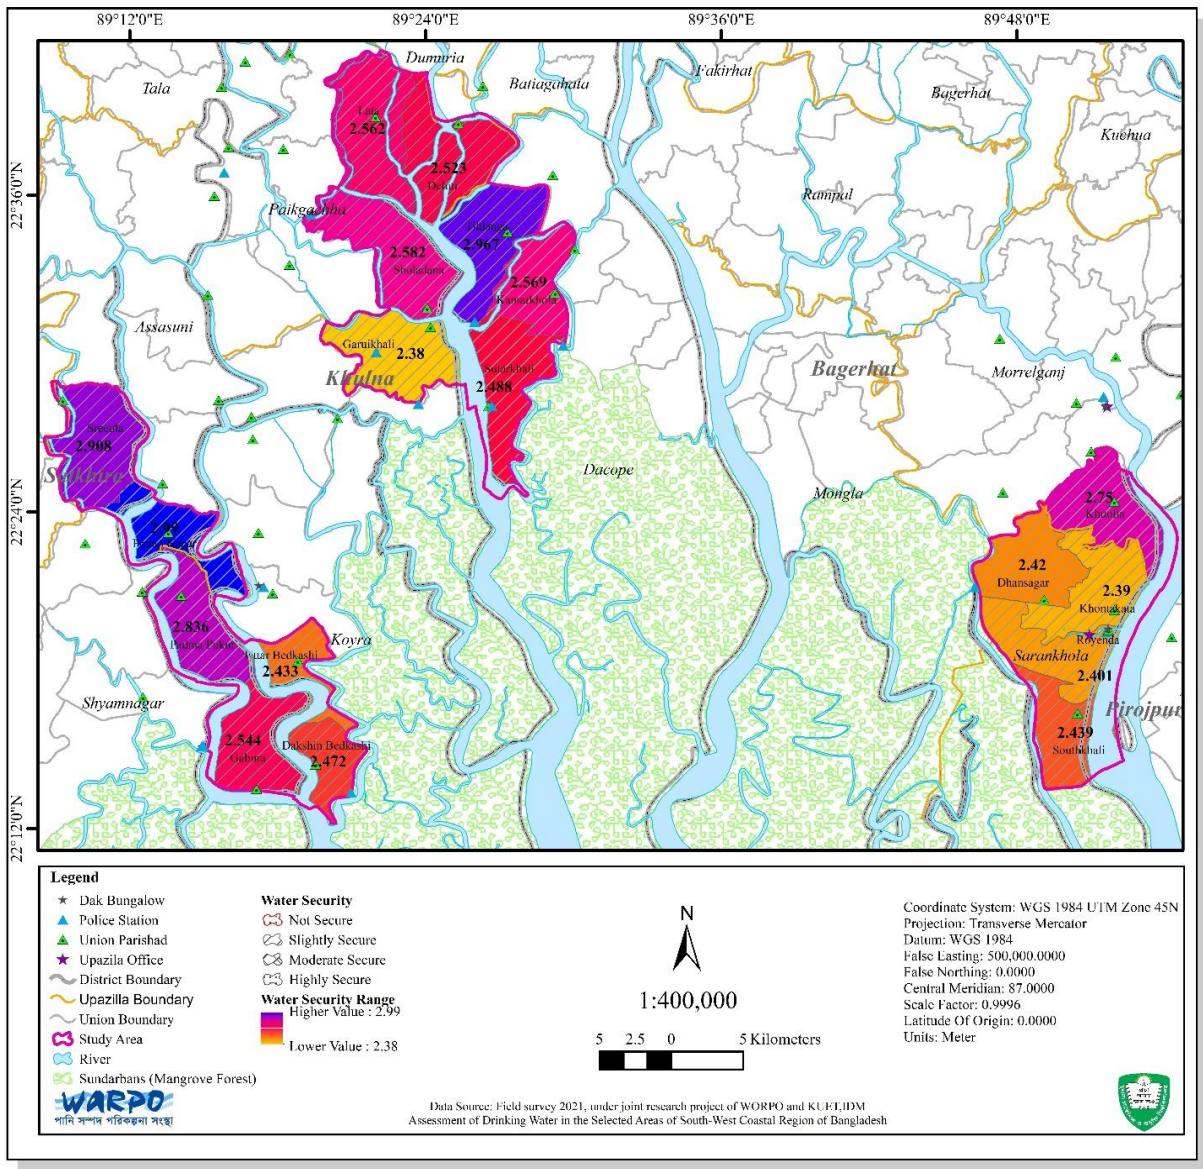 89°12'0"E 89°24'0"E 89°36'0"E 89°48'0"E
22°36'0"N
22°24'0"N
22°12'0"N
Dumuria
Tala
Batiagahata
Fakirhat
Bagerhat
Kuchua
Lata
2.562
2.523
Deluti
Rampal
Paikgachha
2.967
2.582
Sholadana
2.569
Kamarkhola
Assasuni
Garuikhali
2.38
Khulna
Sutarkhali
2.488
Bagerhat
Morrelganj
Sreeula
2.908
Satkhira
Dacope
Mongla
2.75
Khuolia
2.99
2.42
Dhansagar
2.39
Khontakata
2.836
Padma Pukur
Koyra
Uttar Bedkashi
2.433
Royenda
Sarankhola
2.401
Shyamnagar
Pirojpur
2.544
Gabura
Dakshin Bedkashi
2.472
2.439
Southkhali
Legend
Dak Bungalow
Police Station
Union Parishad
Upazila Office
District Boundary
Upazilla Boundary
Union Boundary
Study Area
River
Sundarbans (Mangrove Forest)
Water Security
Not Secure
Slightly Secure
Moderate Secure
Highly Secure
Water Security Range
Higher Value : 2.99
Lower Value : 2.38
N
1:400,000
5 2.5 0 5 Kilometers
Coordinate System: WGS 1984 UTM Zone 45N
Projection: Transverse Mercator
Datum: WGS 1984
False Easting: 500,000.0000
False Northing: 0.0000
Central Meridian: 87.0000
Scale Factor: 0.9996
Latitude Of Origin: 0.0000
Units: Meter
WARPO
পানি সম্পদ পরিকল্পনা সংস্থা
Data Source: Field survey 2021, under joint research project of WORPO and KUET,IDM
Assessment of Drinking Water in the Selected Areas of South-West Coastal Region of Bangladesh